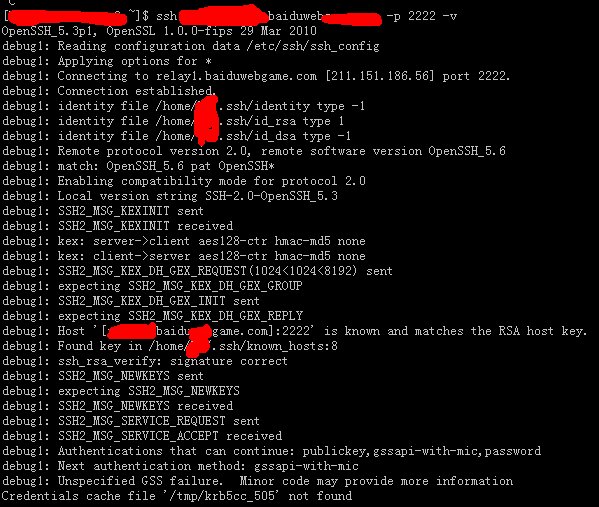 [ ~]$ ssh baiduweb -p 2222 -v
OpenSSH_5.3p1, OpenSSL 1.0.0-fips 29 Mar 2010
debug1: Reading configuration data /etc/ssh/ssh_config
debug1: Applying options for *
debug1: Connecting to relay1.baiduwebgame.com [211.151.186.56] port 2222.
debug1: Connection established.
debug1: identity file /home/ .ssh/identity type -1
debug1: identity file /home/ .ssh/id_rsa type 1
debug1: identity file /home/ .ssh/id_dsa type -1
debug1: Remote protocol version 2.0, remote software version OpenSSH_5.6
debug1: match: OpenSSH_5.6 pat OpenSSH*
debug1: Enabling compatibility mode for protocol 2.0
debug1: Local version string SSH-2.0-OpenSSH_5.3
debug1: SSH2_MSG_KEXINIT sent
debug1: SSH2_MSG_KEXINIT received
debug1: kex: server->client aes128-ctr hmac-md5 none
debug1: kex: client->server aes128-ctr hmac-md5 none
debug1: SSH2_MSG_KEX_DH_GEX_REQUEST(1024<1024<8192) sent
debug1: expecting SSH2_MSG_KEX_DH_GEX_GROUP
debug1: SSH2_MSG_KEX_DH_GEX_INIT sent
debug1: expecting SSH2_MSG_KEX_DH_GEX_REPLY
debug1: Host '[ baidu game.com]:2222' is known and matches the RSA host key.
debug1: Found key in /home/ .ssh/known_hosts:8
debug1: ssh_rsa_verify: signature correct
debug1: SSH2_MSG_NEWKEYS sent
debug1: expecting SSH2_MSG_NEWKEYS
debug1: SSH2_MSG_NEWKEYS received
debug1: SSH2_MSG_SERVICE_REQUEST sent
debug1: SSH2_MSG_SERVICE_ACCEPT received
debug1: Authentications that can continue: publickey,gssapi-with-mic,password
debug1: Next authentication method: gssapi-with-mic
debug1: Unspecified GSS failure.  Minor code may provide more information
Credentials cache file '/tmp/krb5cc_505' not found